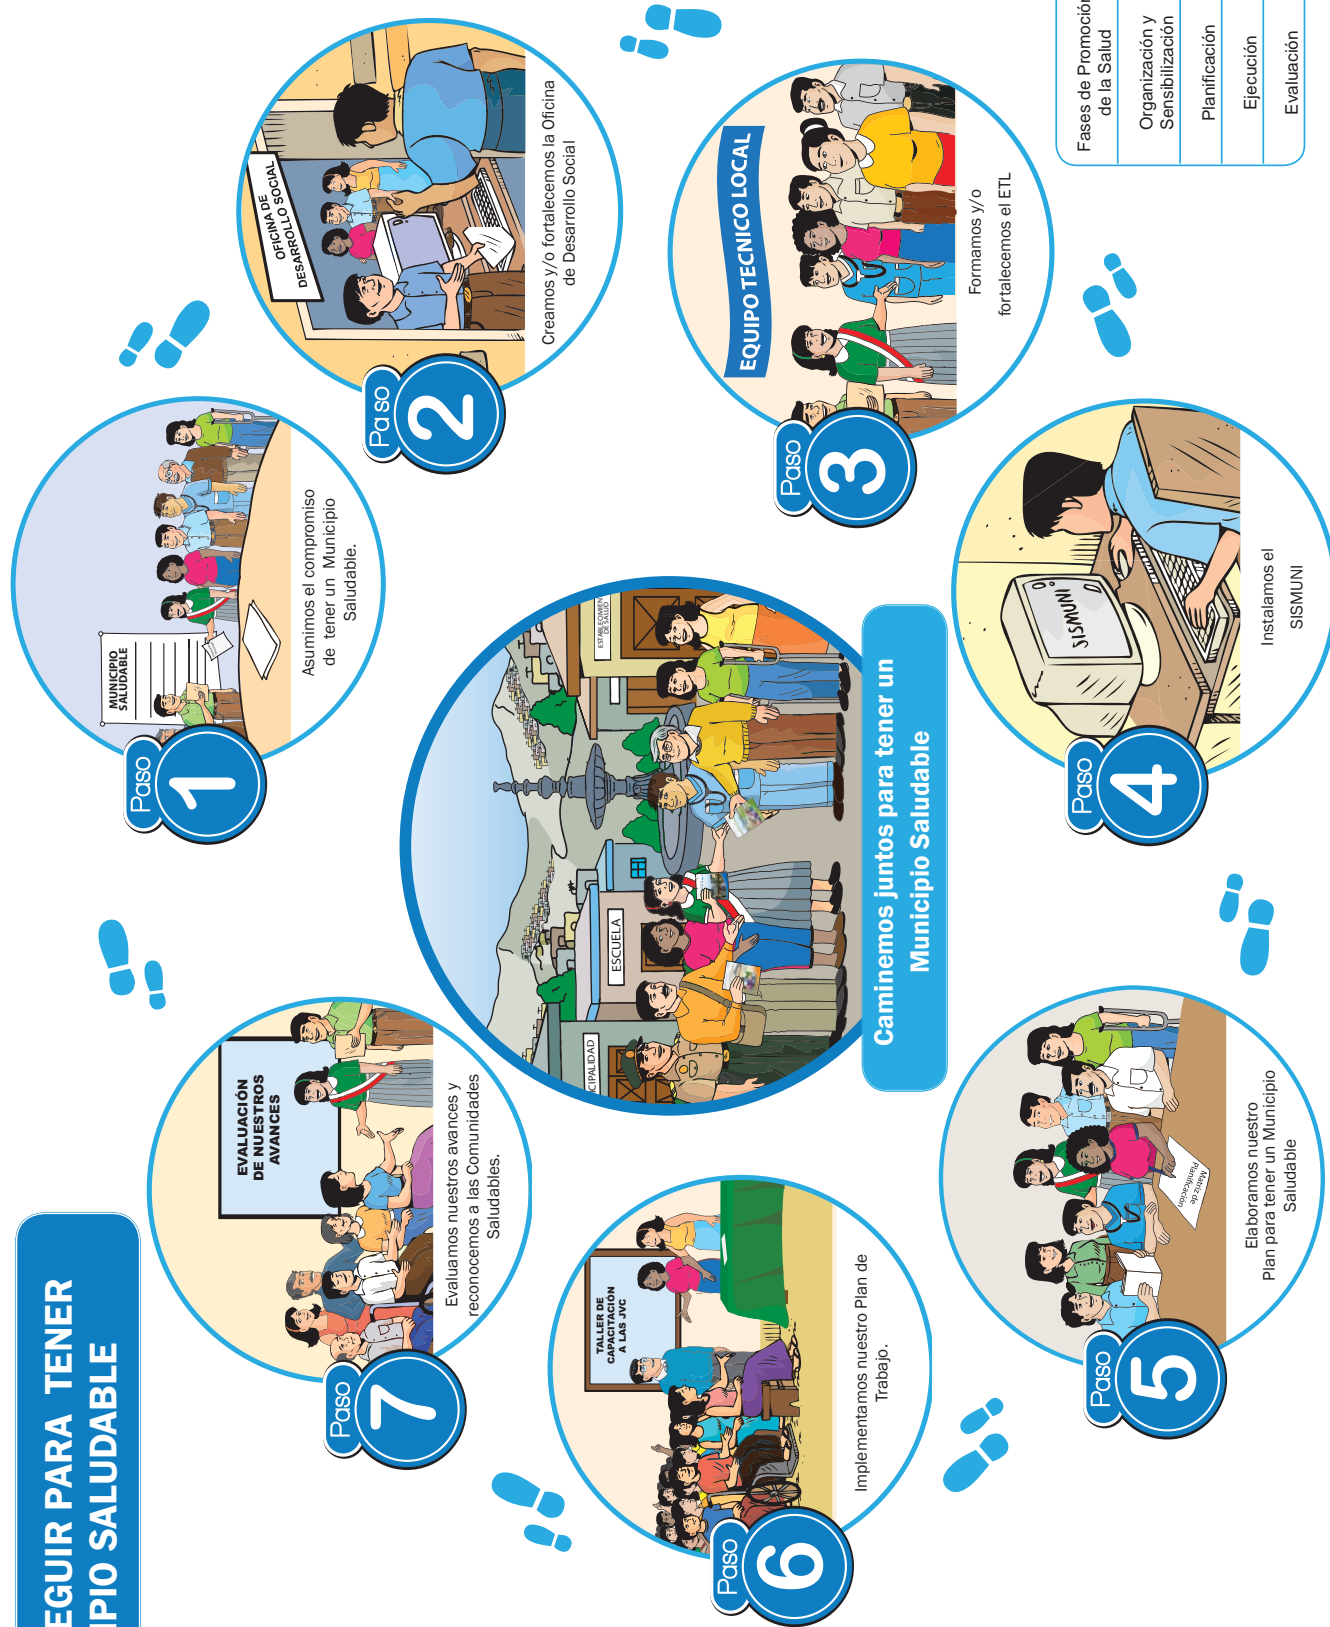 EGUIR PARA TENER
IPIO SALUDABLE
Paso
1
MUNICIPIO
SALUDABLE
Asumimos el compromiso
de tener un Municipio
Saludable.
Paso
2
OFICINA DE
DESARROLLO SOCIAL
Creamos y/o fortalecemos la Oficina
de Desarrollo Social
Paso
3
EQUIPO TECNICO LOCAL
Formamos y/o
fortalecemos el ETL
Paso
4
SISMUNI
Instalamos el
SISMUNI
Paso
5
Matriz de
Planificación
Elaboramos nuestro
Plan para tener un Municipio
Saludable
Paso
6
TALLER DE
CAPACITACIÓN
A LAS JVC
Implementamos nuestro Plan de
Trabajo.
Paso
7
EVALUACIÓN
DE NUESTROS
AVANCES
Evaluamos nuestros avances y
reconocemos a las Comunidades
Saludables.
CIPALIDAD
ESCUELA
ESTABLECIMIEN
DE SALUD
Caminemos juntos para tener un
Municipio Saludable
Fases de Promoción
de la Salud
Organización y
Sensibilización
Planificación
Ejecución
Evaluación